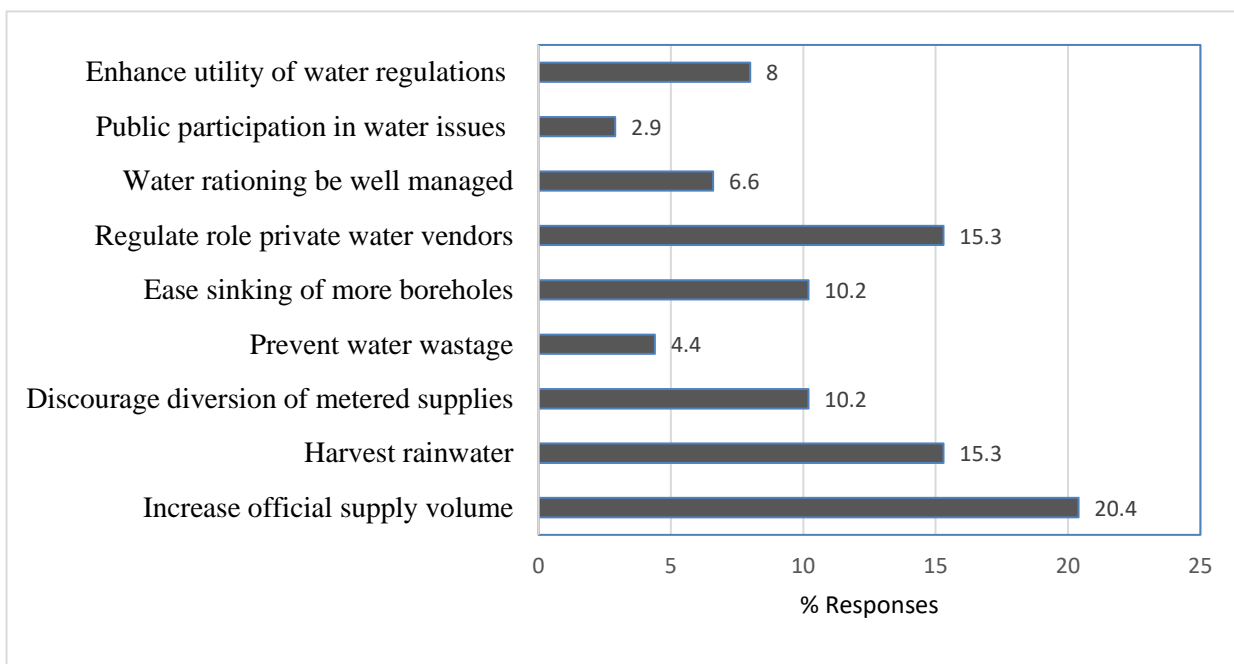 Enhance utility of water regulations 8
Public participation in water issues 2.9
Water rationing be well managed 6.6
Regulate role private water vendors 15.3
Ease sinking of more boreholes 10.2
Prevent water wastage 4.4
Discourage diversion of metered supplies 10.2
Harvest rainwater 15.3
Increase official supply volume 20.4
0 5 10 15 20 25
% Responses